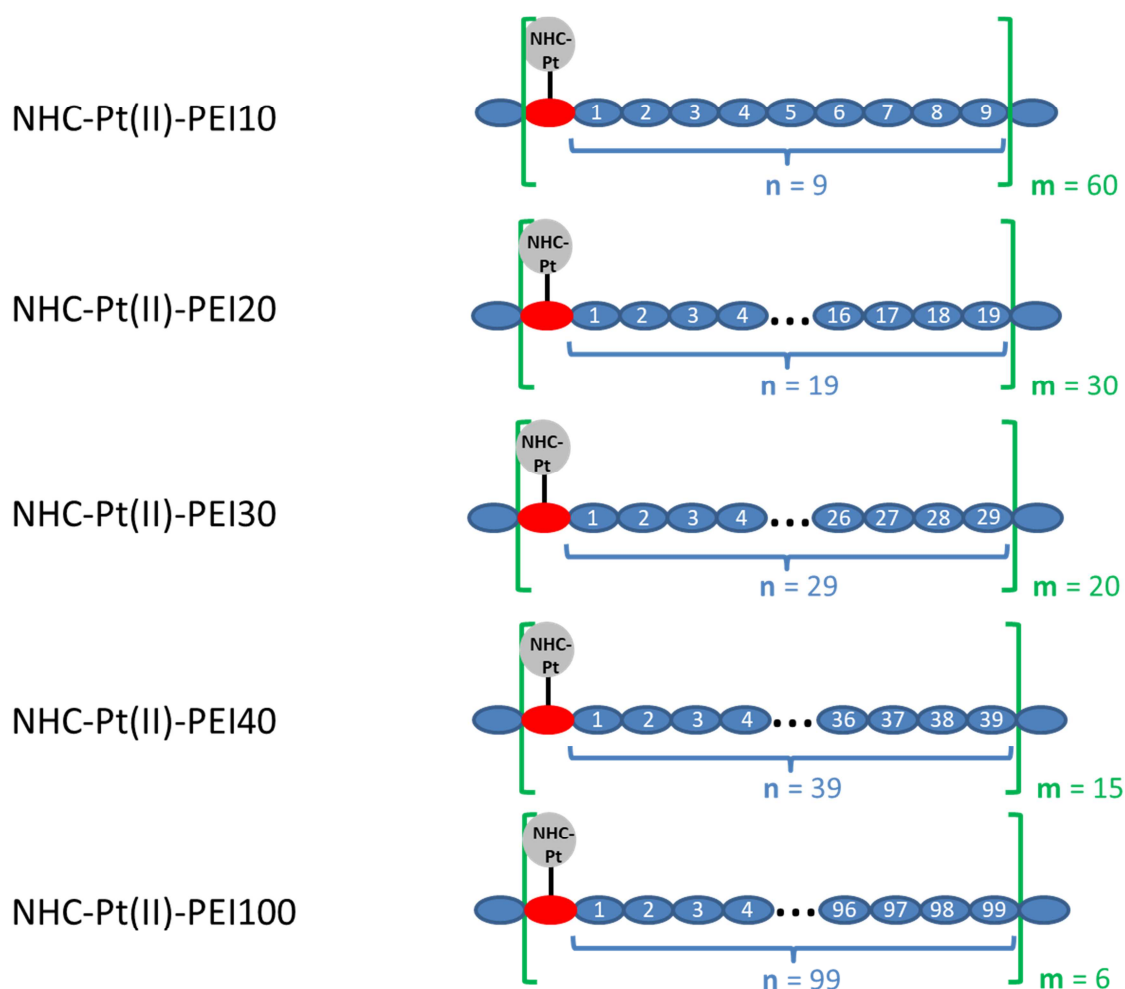 NHC-
Pt
NHC-Pt(II)-PEI10
1 2 3 4 5 6 7 8 9
n = 9
m = 60
NHC-
Pt
NHC-Pt(II)-PEI20
1 2 3 4 ... 16 17 18 19
n = 19
m = 30
NHC-
Pt
NHC-Pt(II)-PEI30
1 2 3 4 ... 26 27 28 29
n = 29
m = 20
NHC-
Pt
NHC-Pt(II)-PEI40
1 2 3 4 ... 36 37 38 39
n = 39
m = 15
NHC-
Pt
NHC-Pt(II)-PEI100
1 2 3 4 ... 96 97 98 99
n = 99
m = 6